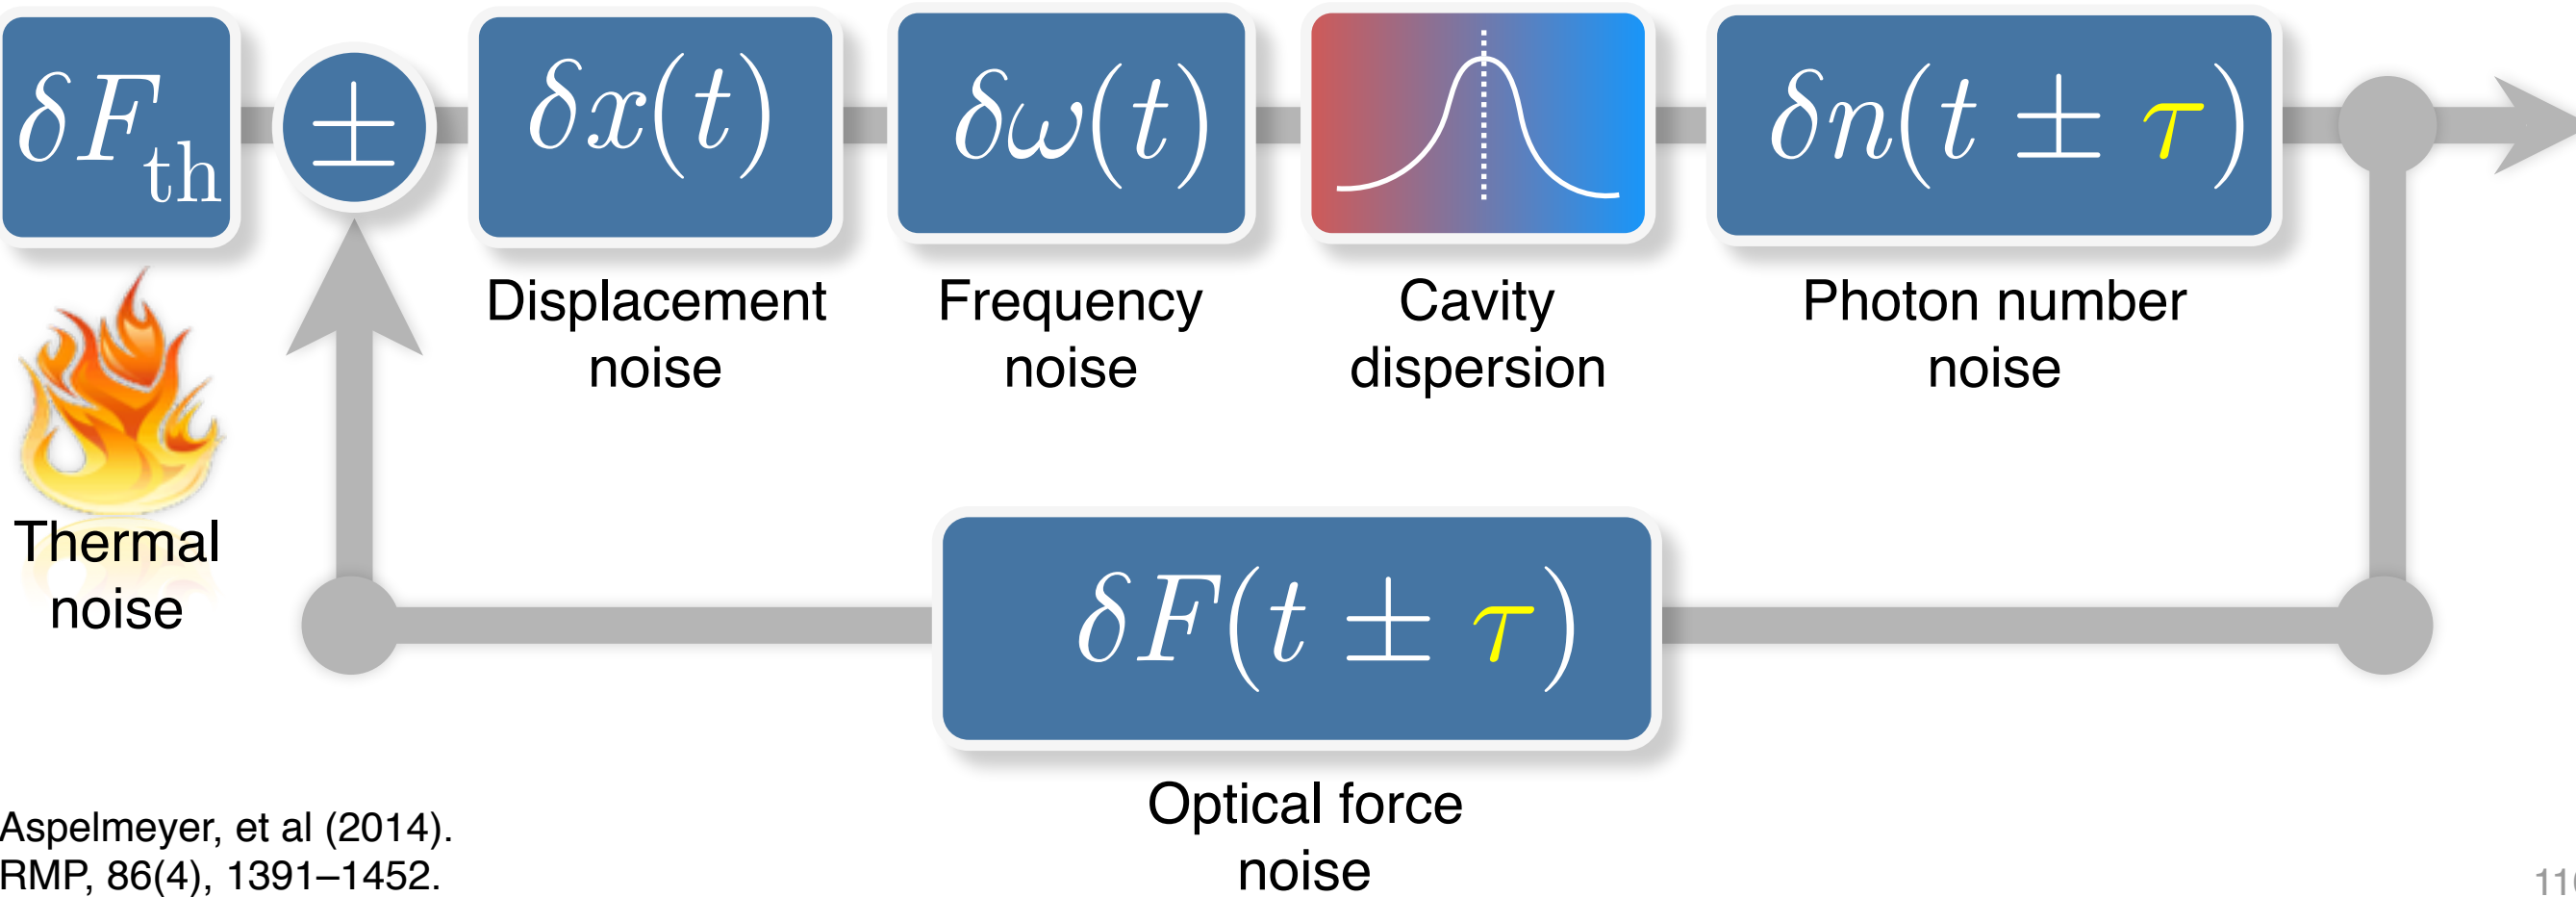 δF_th
±
δx(t)
δω(t)
δn(t ± τ)
Displacement
noise
Frequency
noise
Cavity
dispersion
Photon number
noise
Thermal
noise
δF(t ± τ)
Optical force
noise
Aspelmeyer, et al (2014).
RMP, 86(4), 1391–1452.